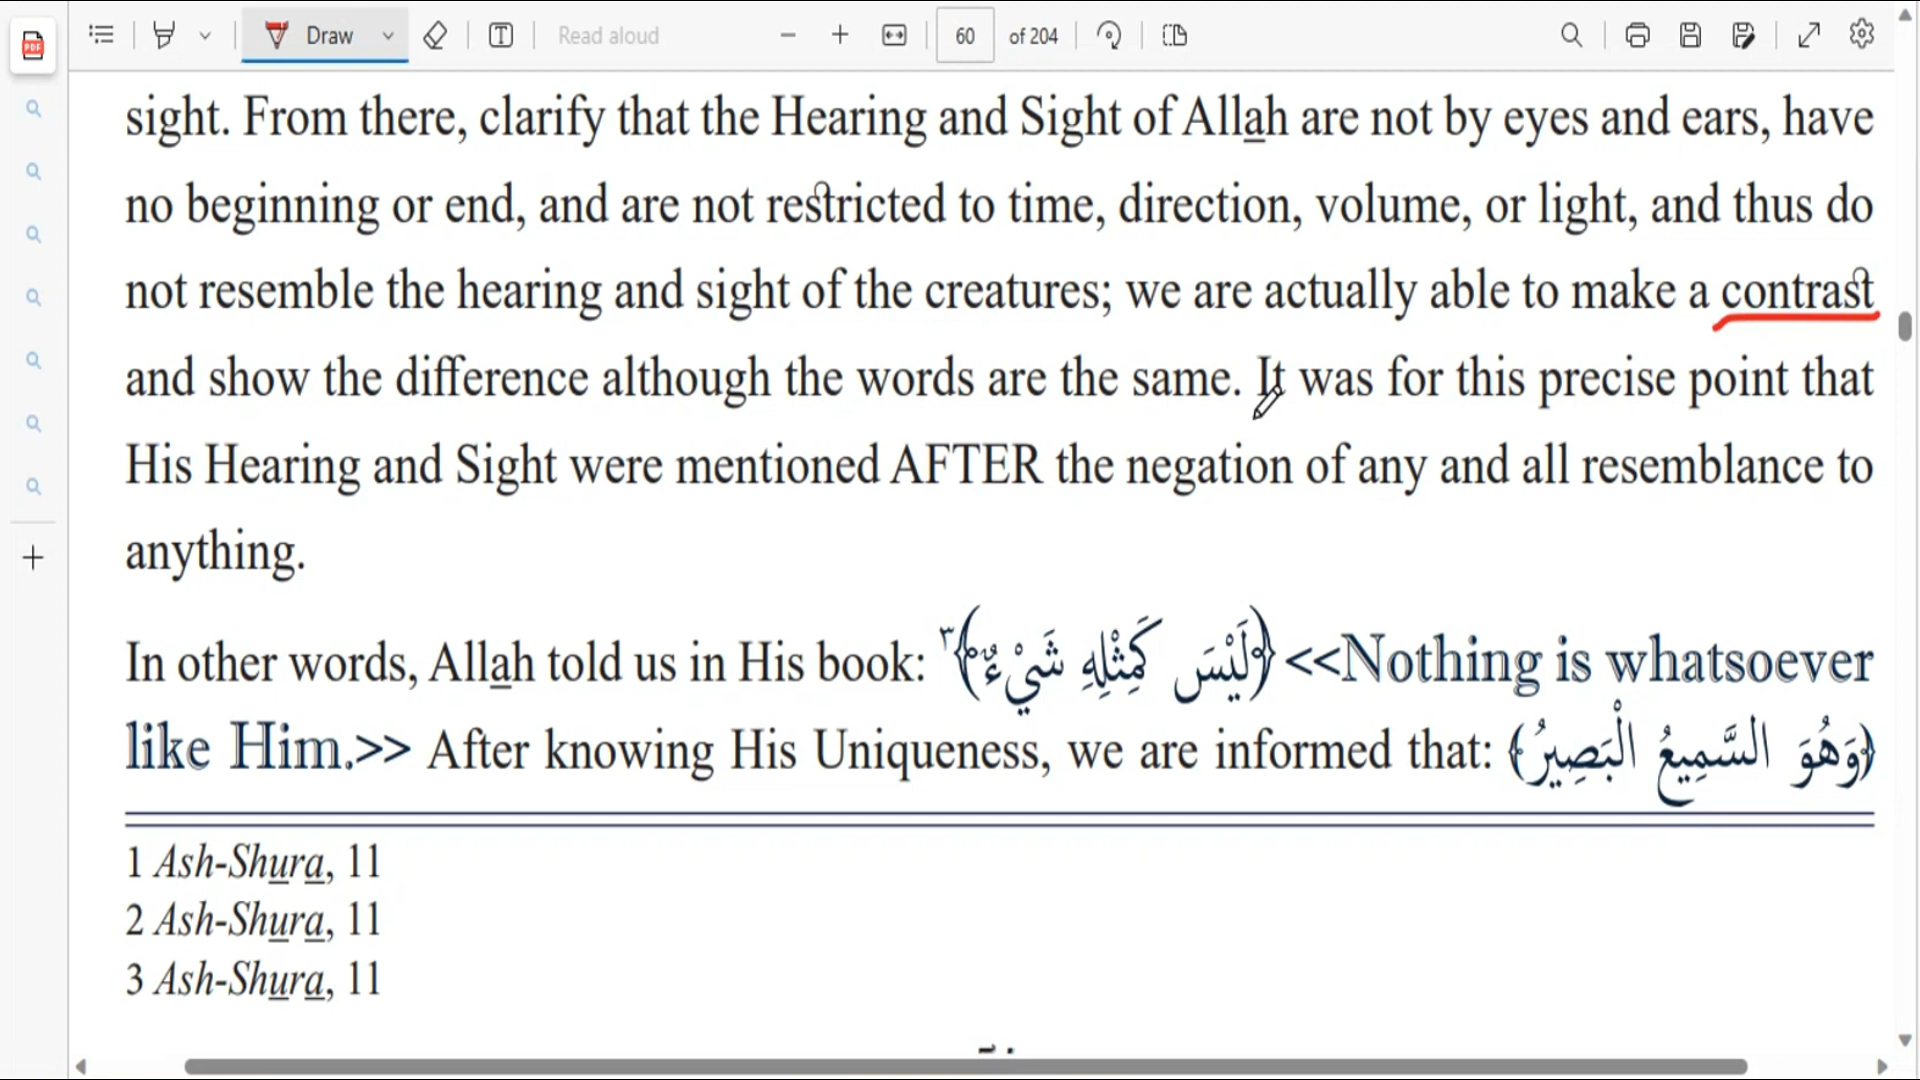 Draw
Read aloud
60 of 204
sight. From there, clarify that the Hearing and Sight of Allah are not by eyes and ears, have
no beginning or end, and are not restricted to time, direction, volume, or light, and thus do
not resemble the hearing and sight of the creatures; we are actually able to make a contrast
and show the difference although the words are the same. It was for this precise point that
His Hearing and Sight were mentioned AFTER the negation of any and all resemblance to
anything.
In other words, Allah told us in His book: ﴿لَيْسَ كَمِثْلِهِ شَيْءٌ﴾٣ <<Nothing is whatsoever
like Him.>> After knowing His Uniqueness, we are informed that: ﴿وَهُوَ السَّمِيعُ الْبَصِيرُ﴾
1 Ash-Shura, 11
2 Ash-Shura, 11
3 Ash-Shura, 11